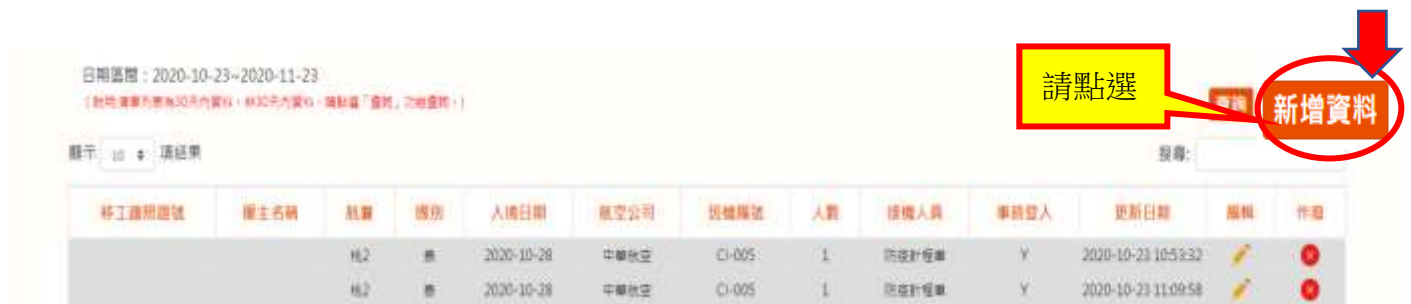 日期區間：2020-10-23~2020-11-23
請點選
查詢
新增資料
顯示 10 項結果
搜尋:
移工護照證號 雇主名稱 航廈 國別 入境日期 航空公司 班機編號 人數 接機人員 事前登入 更新日期 編輯 作廢
桃2 2020-10-28 中華航空 CI-005 1 防疫計程車 Y 2020-10-23 10:53:32
桃2 2020-10-28 中華航空 CI-005 1 防疫計程車 Y 2020-10-23 11:09:58